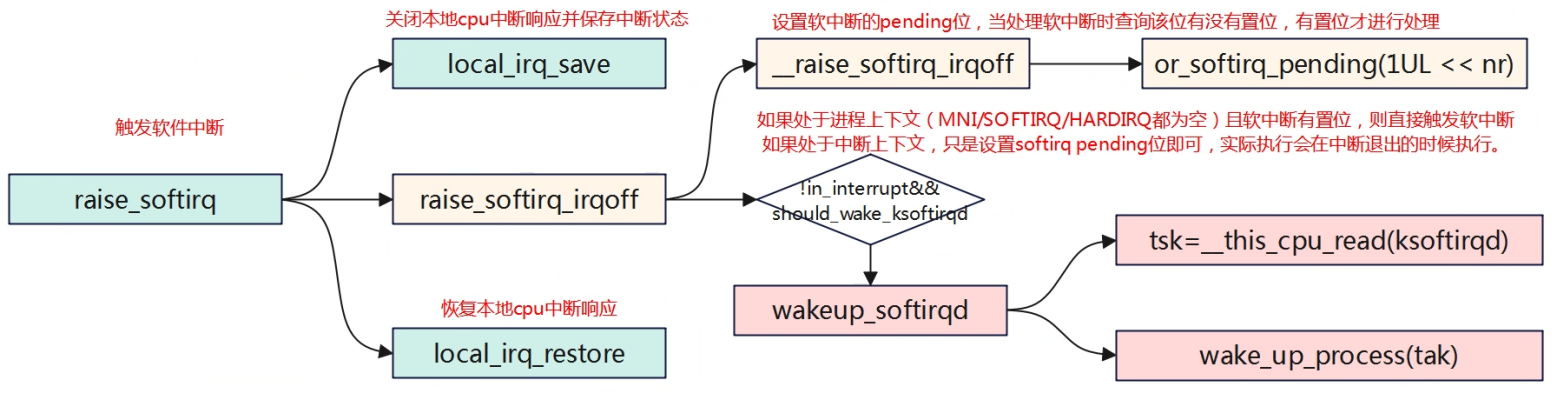 关闭本地cpu中断响应并保存中断状态
设置软中断的pending位，当处理软中断时查询该位有没有置位，有置位才进行处理
local_irq_save
__raise_softirq_irqoff
or_softirq_pending(1UL << nr)
触发软件中断
如果处于进程上下文（MNI/SOFTIRQ/HARDIRQ都为空）且软中断有置位，则直接触发软中断
如果处于中断上下文，只是设置softirq pending位即可，实际执行会在中断退出的时候执行。
raise_softirq
raise_softirq_irqoff
!in_interrupt&&
should_wake_ksoftirqd
tsk=__this_cpu_read(ksoftirqd)
恢复本地cpu中断响应
wakeup_softirqd
local_irq_restore
wake_up_process(tak)